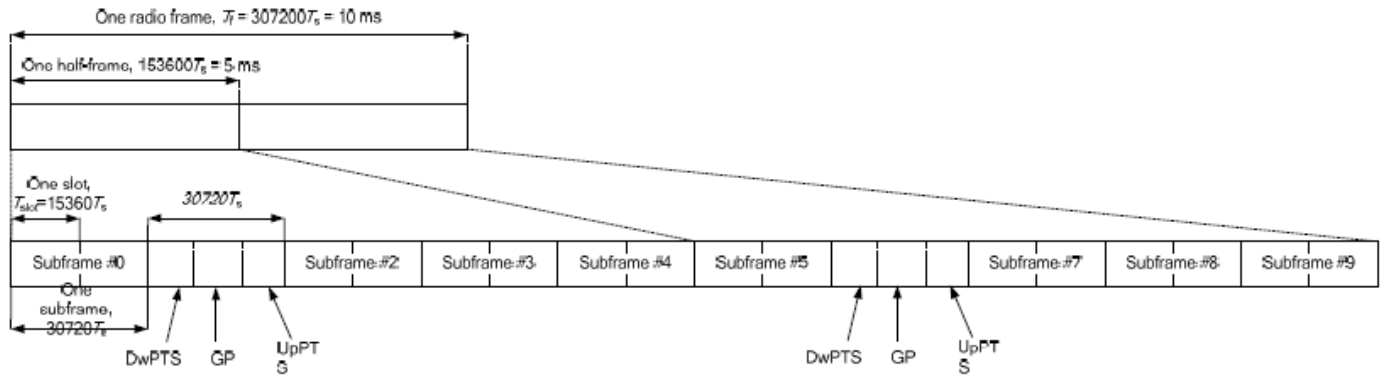 One radio frame, Tf = 307200Ts = 10 ms
One half-frame, 153600Ts = 5 ms
One slot,
Tslot=15360Ts
30720Ts
Subframe #0
Subframe #2
Subframe #3
Subframe #4
Subframe #5
Subframe #7
Subframe #8
Subframe #9
One
subframe,
30720Ts
DwPTS
GP
UpPT
S
DwPTS
GP
UpPT
S